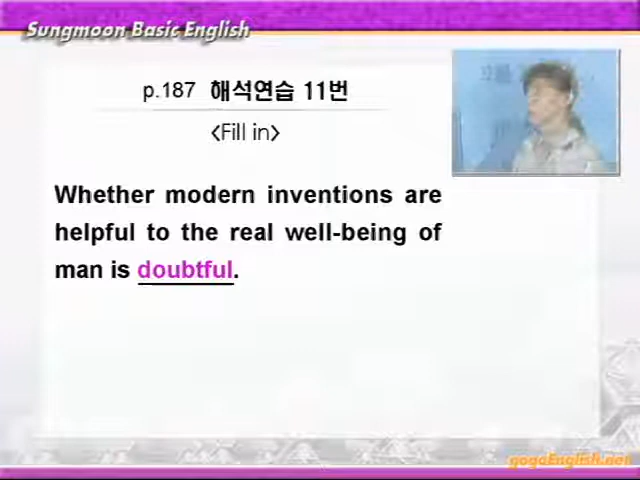 Sungmoon Basic English
p.187 해석연습 11번
<Fill in>
Whether modern inventions are
helpful to the real well-being of
man is doubtful.
gogoEnglish.net